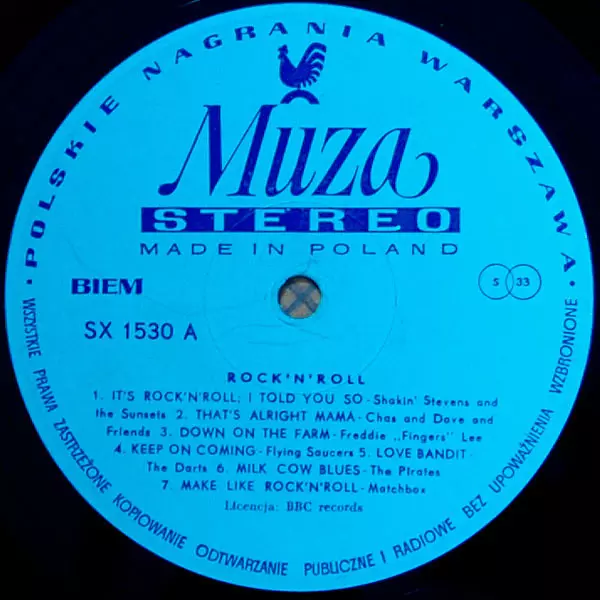 • POLSKIE NAGRANIA WARSZAWA •
Muza
STEREO
MADE IN POLAND
BIEM
S 33
SX 1530 A
ROCK'N'ROLL
1. IT'S ROCK'N'ROLL; I TOLD YOU SO - Shakin' Stevens and
the Sunsets 2. THAT'S ALRIGHT MAMA - Chas and Dave and
Friends 3. DOWN ON THE FARM - Freddie „Fingers" Lee
4. KEEP ON COMING - Flying Saucers 5. LOVE BANDIT -
The Darts 6. MILK COW BLUES - The Pirates
7. MAKE LIKE ROCK'N'ROLL - Matchbox
Licencja: BBC records
WSZYSTKIE PRAWA ZASTRZEŻONE KOPIOWANIE ODTWARZANIE PUBLICZNE I RADIOWE BEZ UPOWAŻNIENIA WZBRONIONE